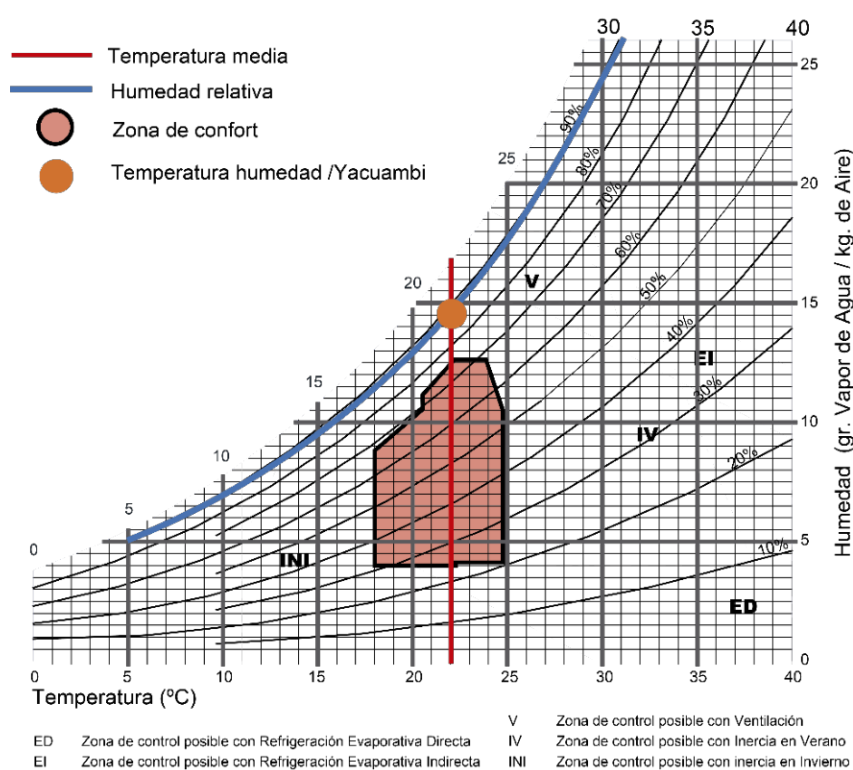 Temperatura media
Humedad relativa
Zona de confort
Temperatura humedad /Yacuambi
30 35 40
25
90%
80%
70%
60%
50%
40%
30%
20%
10%
0
5
10
15
20
25
V
EI
IV
INI
ED
25
20
15
10
5
0
Humedad (gr. Vapor de Agua / kg. de Aire)
0 5 10 15 20 25 30 35 40
Temperatura (ºC)
V Zona de control posible con Ventilación
ED Zona de control posible con Refrigeración Evaporativa Directa
IV Zona de control posible con Inercia en Verano
EI Zona de control posible con Refrigeración Evaporativa Indirecta
INI Zona de control posible con inercia en Invierno